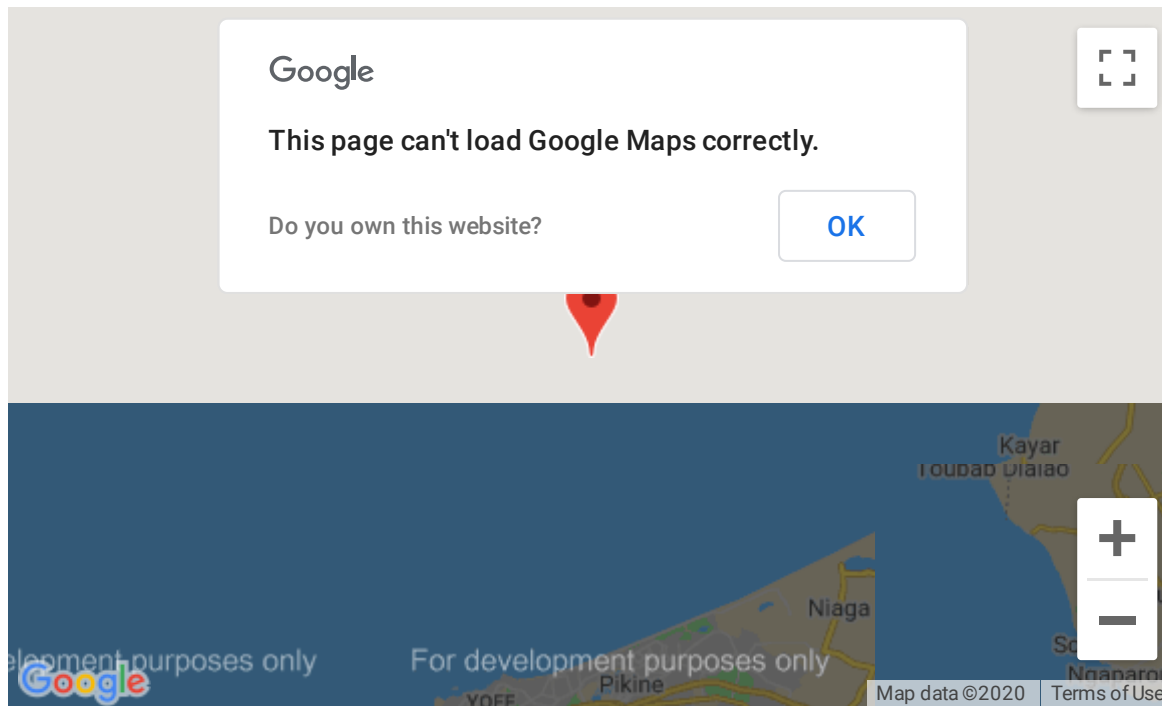 Google
This page can't load Google Maps correctly.
Do you own this website?
OK
Kayar
Toubab Dialao
Niaga
purposes only
For development purposes only
Pikine
YOFF
Google
Map data ©2020
Terms of Use